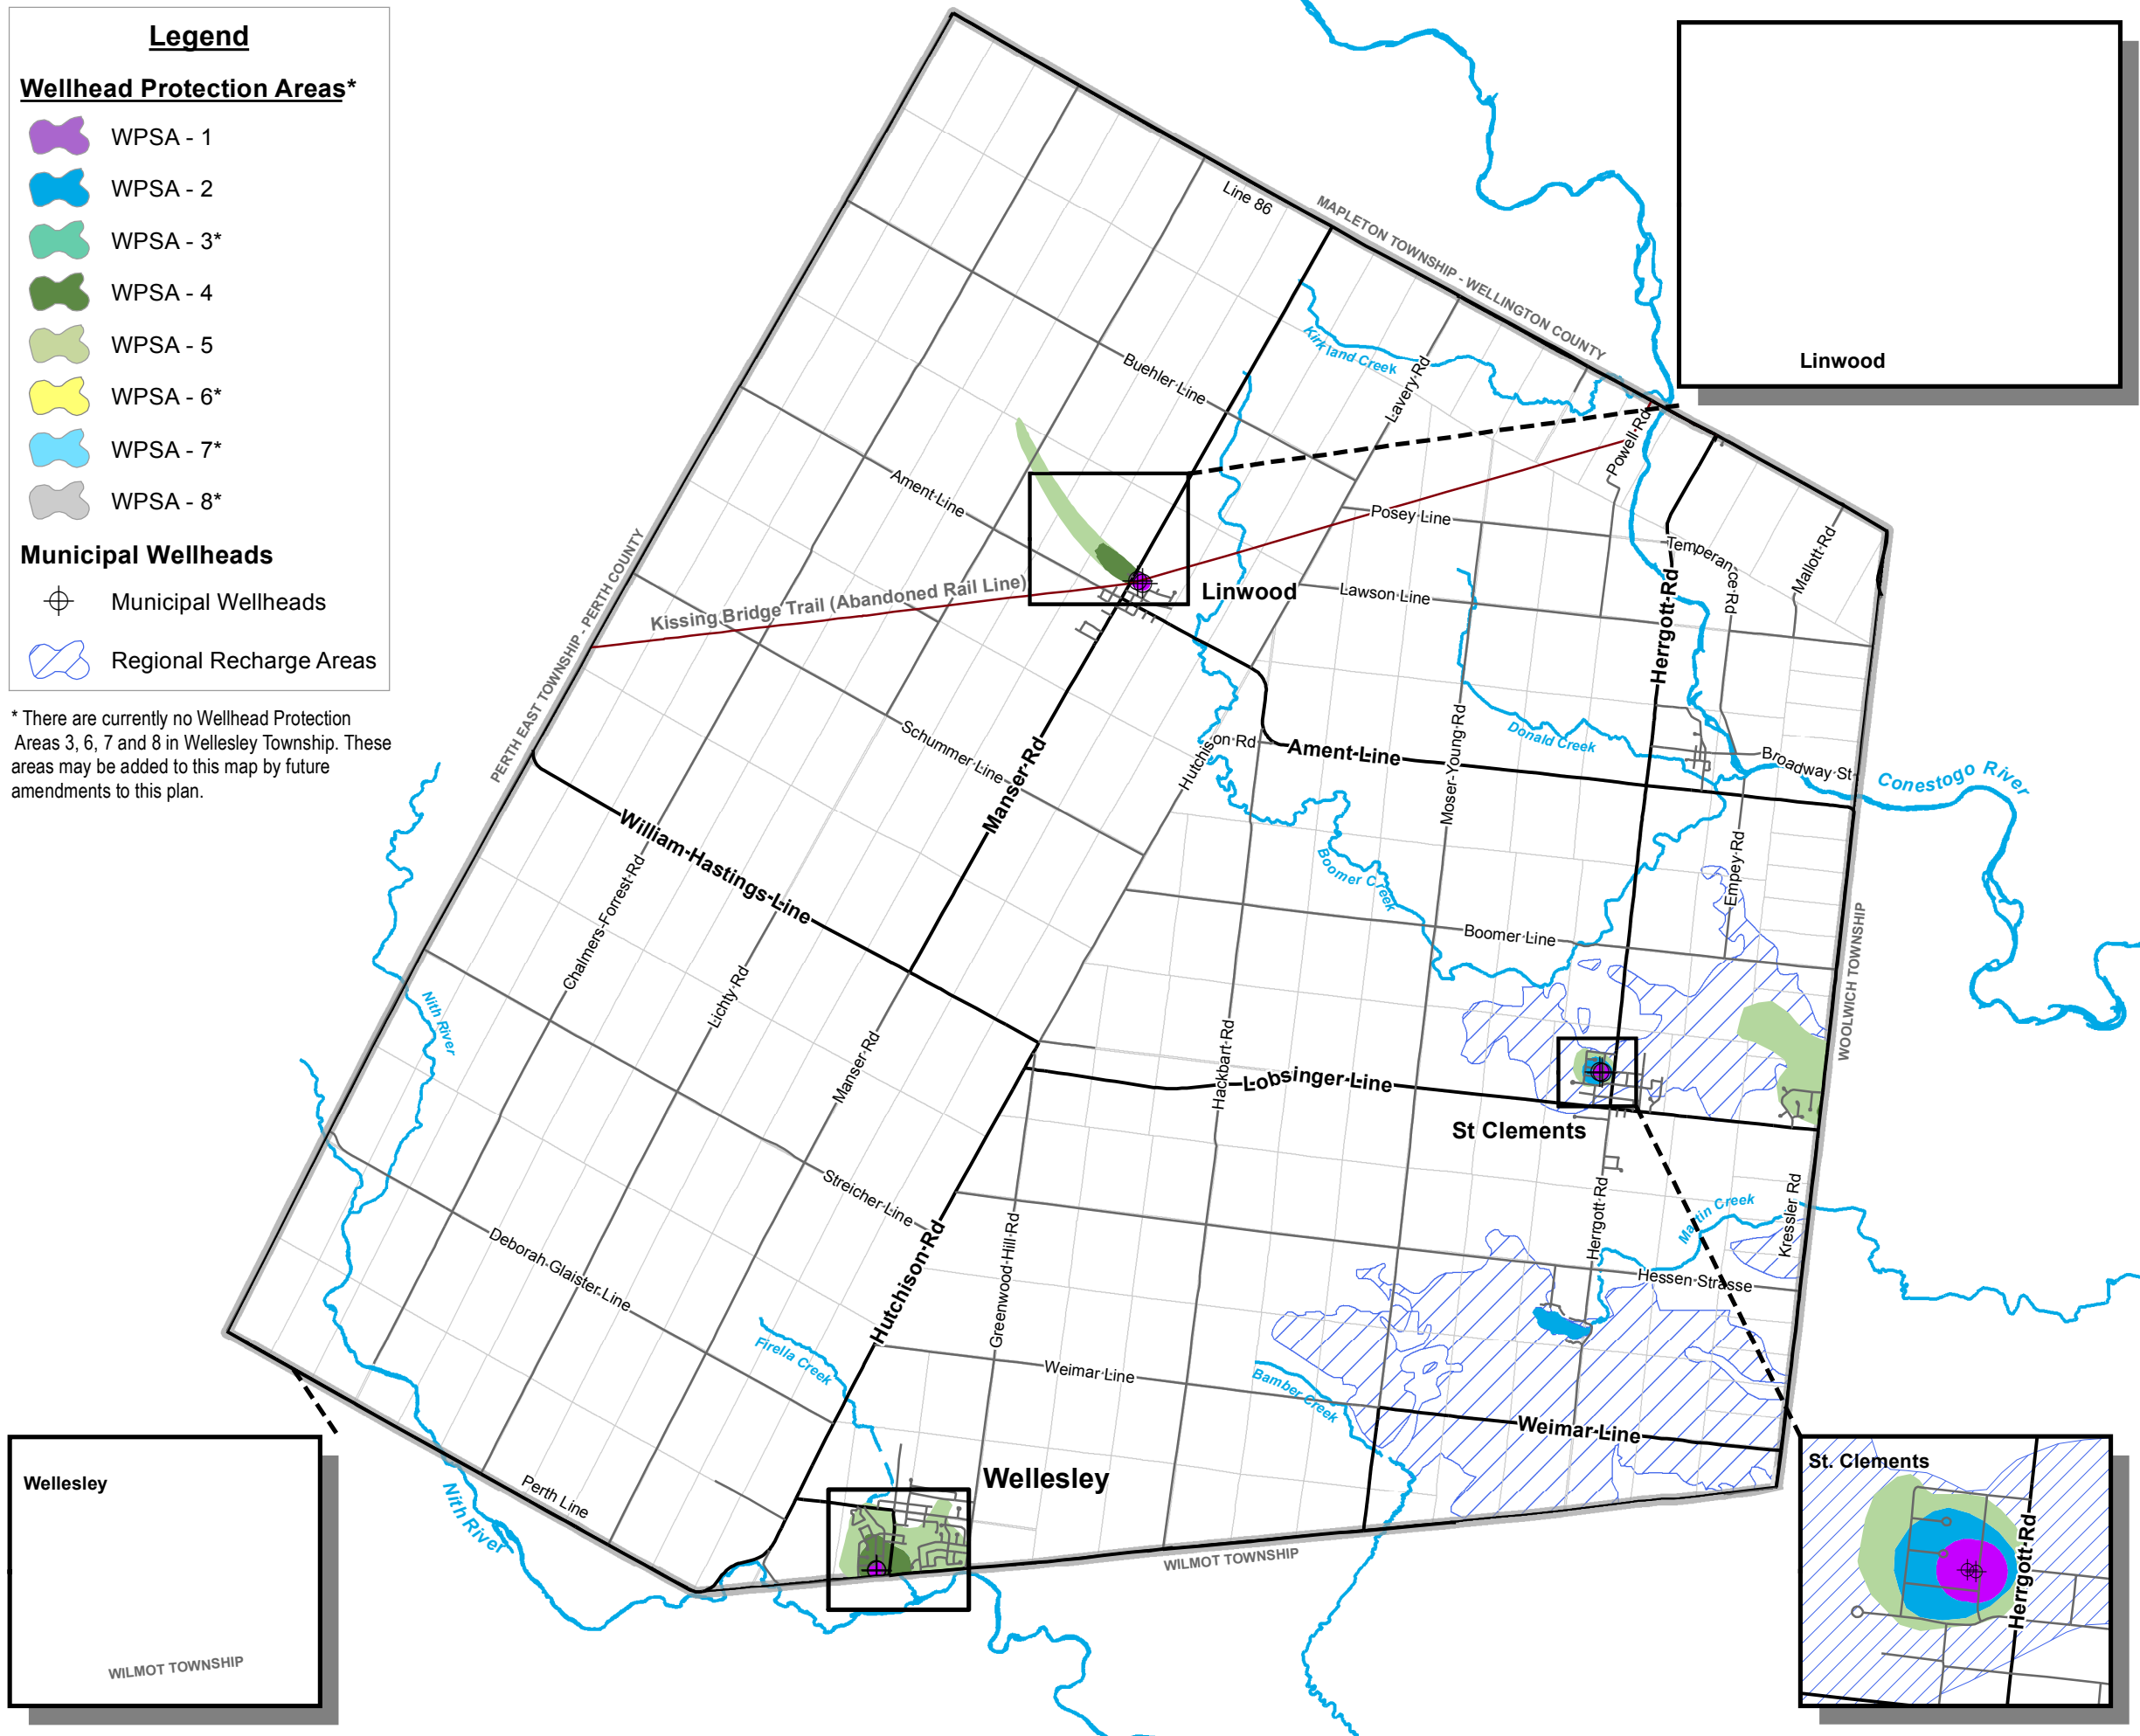 Legend
Wellhead Protection Areas*
WPSA - 1
WPSA - 2
WPSA - 3*
WPSA - 4
WPSA - 5
WPSA - 6*
WPSA - 7*
WPSA - 8*
Municipal Wellheads
Municipal Wellheads
Regional Recharge Areas
* There are currently no Wellhead Protection
Areas 3, 6, 7 and 8 in Wellesley Township. These
areas may be added to this map by future
amendments to this plan.
Line 86
MAPLETON TOWNSHIP - WELLINGTON COUNTY
Linwood
Kirkland Creek
Lavery Rd
Buehler Line
Powell Rd
Ament Line
Posey Line
Temperance Rd
Mallott Rd
PERTH EAST TOWNSHIP - PERTH COUNTY
Kissing Bridge Trail (Abandoned Rail Line)
Linwood
Lawson Line
Herrgott Rd
Schummer Line
Manser Rd
Hutchison Rd
Ament Line
Moser-Young Rd
Donald Creek
Broadway St
Conestogo River
William Hastings Line
Chalmers-Forrest Rd
Boomer Creek
Empey Rd
Boomer Line
WOOLWICH TOWNSHIP
Nith River
Lichty Rd
Manser Rd
Hackbart Rd
Lobsinger Line
St Clements
Streicher Line
Deborah Glaister Line
Hutchison Rd
Greenwood Hill Rd
Herrgott Rd
Martin Creek
Kressler Rd
Hessen Strasse
Firella Creek
Weimar Line
Bamber Creek
Weimar Line
Wellesley
Nith River
Perth Line
WILMOT TOWNSHIP
Wellesley
WILMOT TOWNSHIP
St. Clements
Herrgott Rd